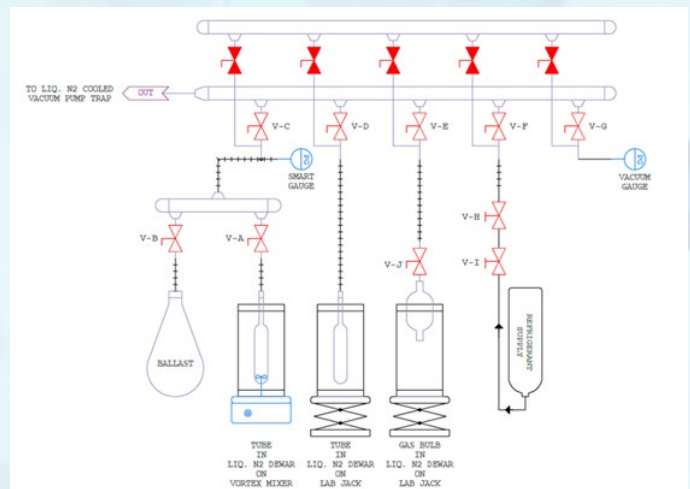 TO LIQ. N2 COOLED
VACUUM PUMP TRAP
OUT
V-C
V-D
V-E
V-F
V-G
PG
SMART
GAUGE
PG
VACUUM
GAUGE
V-B
V-A
V-H
V-J
V-I
BALLAST
REFRIGERANT
SUPPLY
TUBE
IN
LIQ. N2 DEWAR
ON
VORTEX MIXER
TUBE
IN
LIQ. N2 DEWAR
ON
LAB JACK
GAS BULB
IN
LIQ. N2 DEWAR
ON
LAB JACK